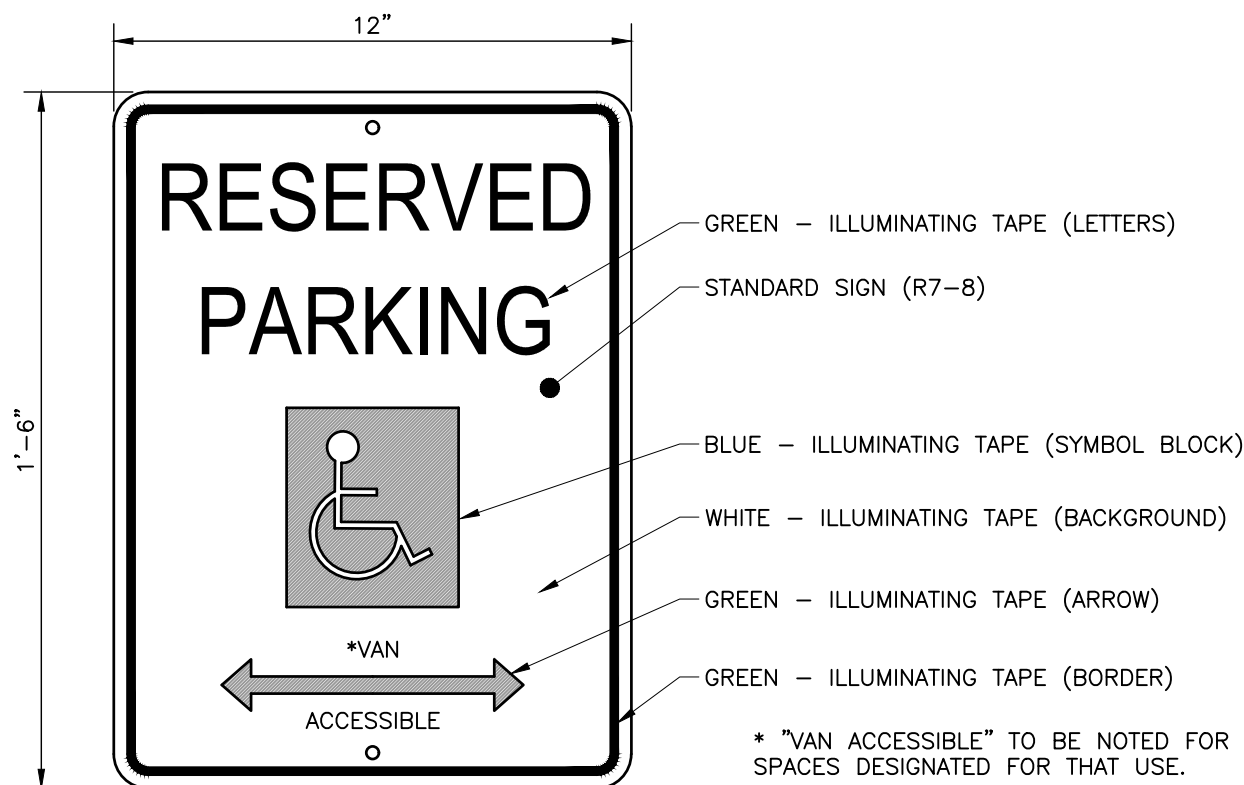 12"
1'-6"
RESERVED
PARKING
*VAN
ACCESSIBLE
GREEN – ILLUMINATING TAPE (LETTERS)
STANDARD SIGN (R7–8)
BLUE – ILLUMINATING TAPE (SYMBOL BLOCK)
WHITE – ILLUMINATING TAPE (BACKGROUND)
GREEN – ILLUMINATING TAPE (ARROW)
GREEN – ILLUMINATING TAPE (BORDER)
* "VAN ACCESSIBLE" TO BE NOTED FOR
SPACES DESIGNATED FOR THAT USE.